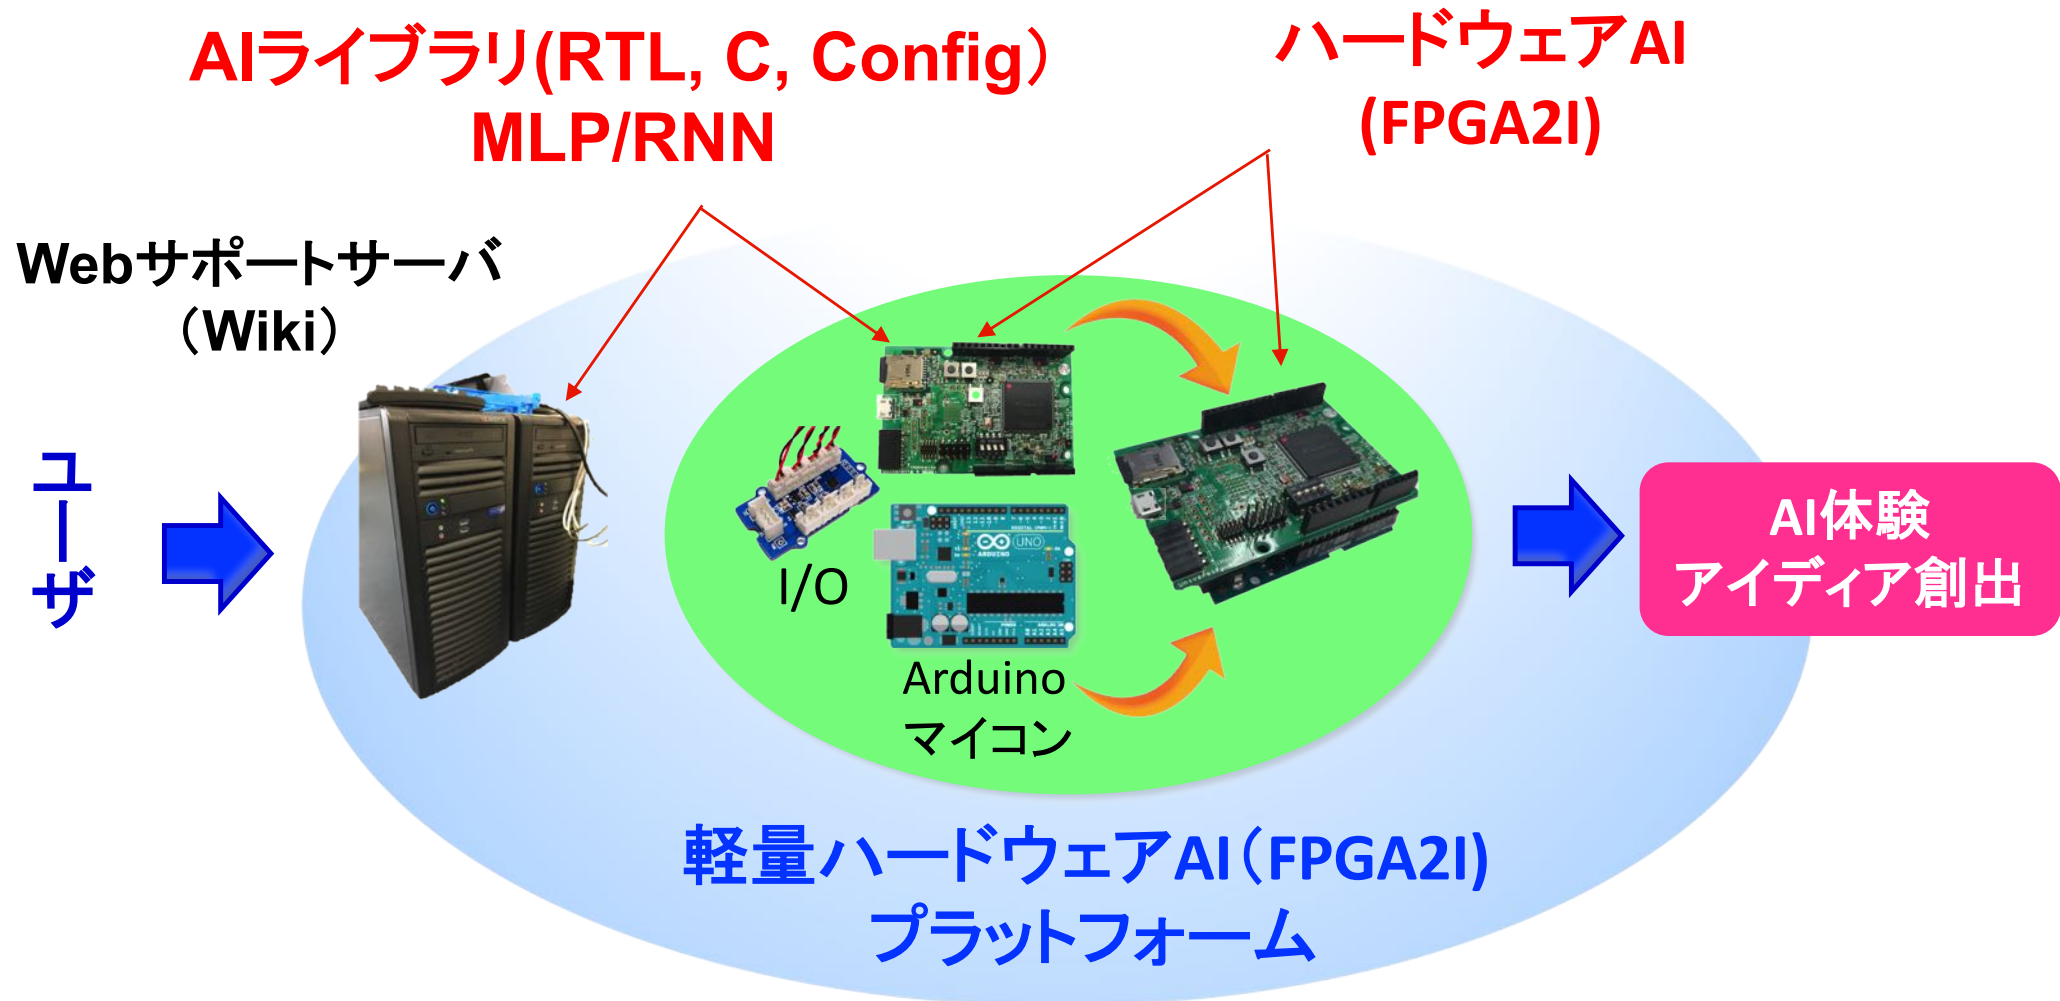 AIライブラリ(RTL, C, Config）
MLP/RNN
ハードウェアAI
(FPGA2I)
Webサポートサーバ
（Wiki）
ユーザ
I/O
UNO
ARDUINO
Arduino
マイコン
AI体験
アイディア創出
軽量ハードウェアAI（FPGA2I)
プラットフォーム